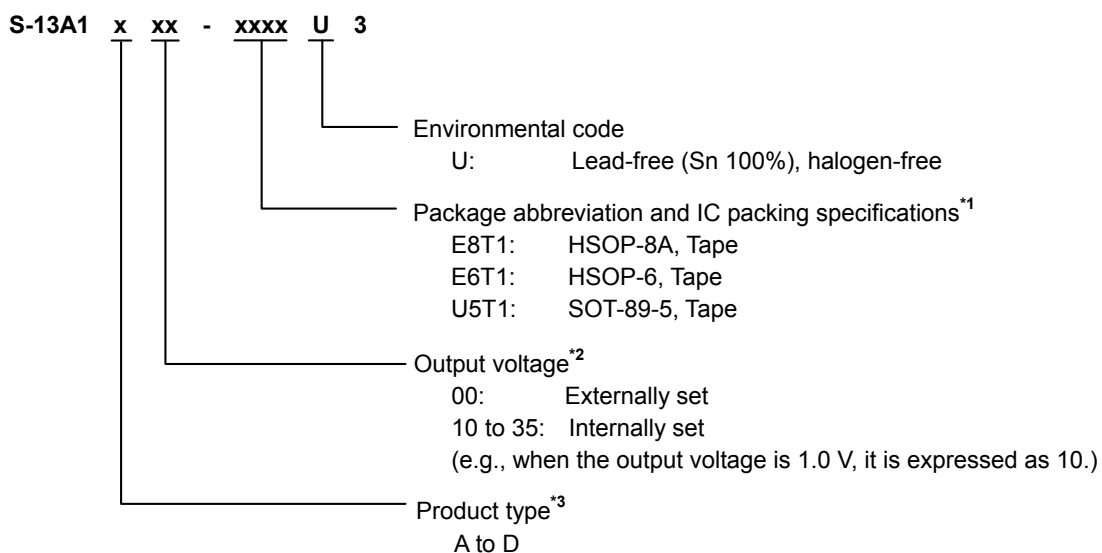 S-13A1 x xx - xxxx U 3
Environmental code
U: Lead-free (Sn 100%), halogen-free
Package abbreviation and IC packing specifications*1
E8T1: HSOP-8A, Tape
E6T1: HSOP-6, Tape
U5T1: SOT-89-5, Tape
Output voltage*2
00: Externally set
10 to 35: Internally set
(e.g., when the output voltage is 1.0 V, it is expressed as 10.)
Product type*3
A to D